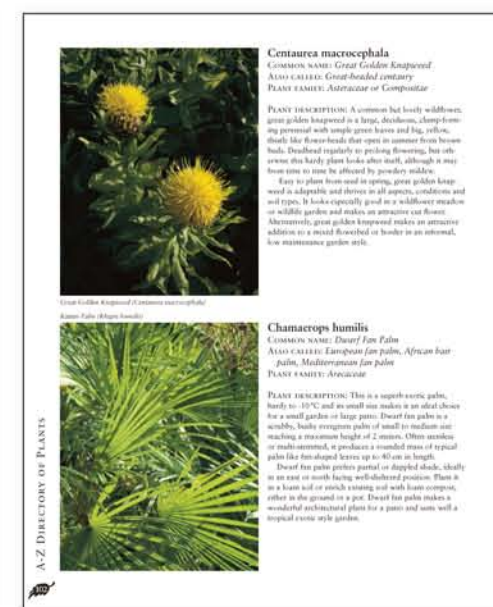 Centaurea macrocephala
COMMON NAME: Great Golden Knapweed
ALSO CALLED: Great-headed centaury
PLANT FAMILY: Asteraceae or Compositae
PLANT DESCRIPTION: A common but lovely wildflower,
great golden knapweed is a large, deciduous, clump-form-
ing perennial with simple green leaves and big, yellow,
thistle like flower-heads that open in summer from brown
buds. Deadhead regularly to prolong flowering, but oth-
erwise this hardy plant looks after itself, although it may
from time to time be affected by powdery mildew.
Easy to plant from seed in spring, great golden knap-
weed is adaptable and thrives in all aspects, conditions and
soil types. It looks especially good in a wildflower meadow
or wildlife garden and makes an attractive cut flower.
Alternatively, great golden knapweed makes an attractive
addition to a mixed flowerbed or border in an informal,
low maintenance garden style.
Great Golden Knapweed (Centaurea macrocephala)
Palm (Rhapis humilis)
Chamaerops humilis
COMMON NAME: Dwarf Fan Palm
ALSO CALLED: European fan palm, African hair
palm, Mediterranean fan palm
PLANT FAMILY: Arecaceae
PLANT DESCRIPTION: This is a superb exotic palm,
hardy to -10°C and its small size makes it an ideal choice
for a small garden or large patio. Dwarf fan palm is a
scrubby, bushy evergreen palm of small to medium size
reaching a maximum height of 2 meters. Often stemless
or multi-stemmed, it produces a rounded mass of typical
palm like fan-shaped leaves up to 40 cm in length.
Dwarf fan palm prefers partial or dappled shade, ideally
in an east or north facing well-sheltered position. Plant it
in a loam soil or enrich existing soil with loam compost,
either in the ground or a pot. Dwarf fan palm makes a
wonderful architectural plant for a patio and suits well a
tropical exotic style garden.
A-Z DIRECTORY OF PLANTS
102